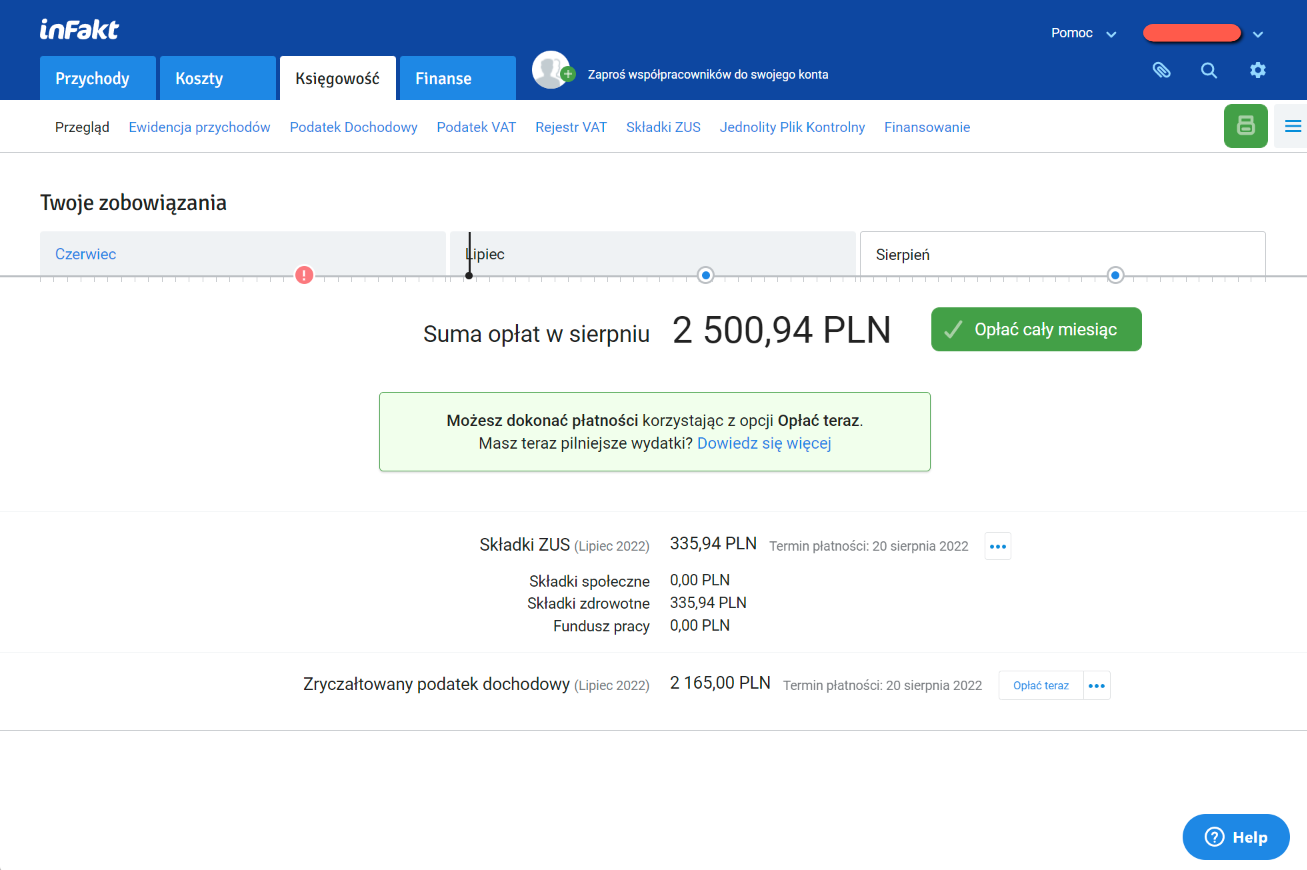 inFakt
Pomoc
Przychody
Koszty
Księgowość
Finanse
Zaproś współpracowników do swojego konta
Przegląd
Ewidencja przychodów
Podatek Dochodowy
Podatek VAT
Rejestr VAT
Składki ZUS
Jednolity Plik Kontrolny
Finansowanie
Twoje zobowiązania
Czerwiec
Lipiec
Sierpień
Suma opłat w sierpniu 2 500,94 PLN
Opłać cały miesiąc
Możesz dokonać płatności korzystając z opcji Opłać teraz.
Masz teraz pilniejsze wydatki? Dowiedz się więcej
Składki ZUS (Lipiec 2022) 335,94 PLN Termin płatności: 20 sierpnia 2022
Składki społeczne 0,00 PLN
Składki zdrowotne 335,94 PLN
Fundusz pracy 0,00 PLN
Zryczałtowany podatek dochodowy (Lipiec 2022) 2 165,00 PLN Termin płatności: 20 sierpnia 2022 Opłać teraz
Help